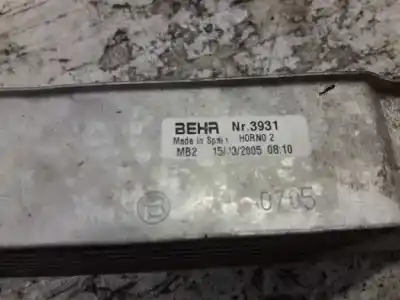 BEHR Nr.3931
Made in Spain HORNO 2
MB2 15/03/2005 08:10
B
0705